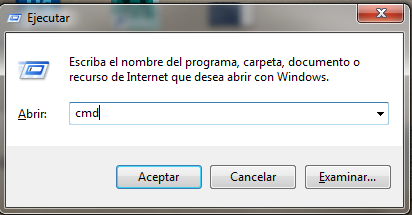 Ejecutar
Escriba el nombre del programa, carpeta, documento o
recurso de Internet que desea abrir con Windows.
Abrir: cmd
Aceptar Cancelar Examinar...